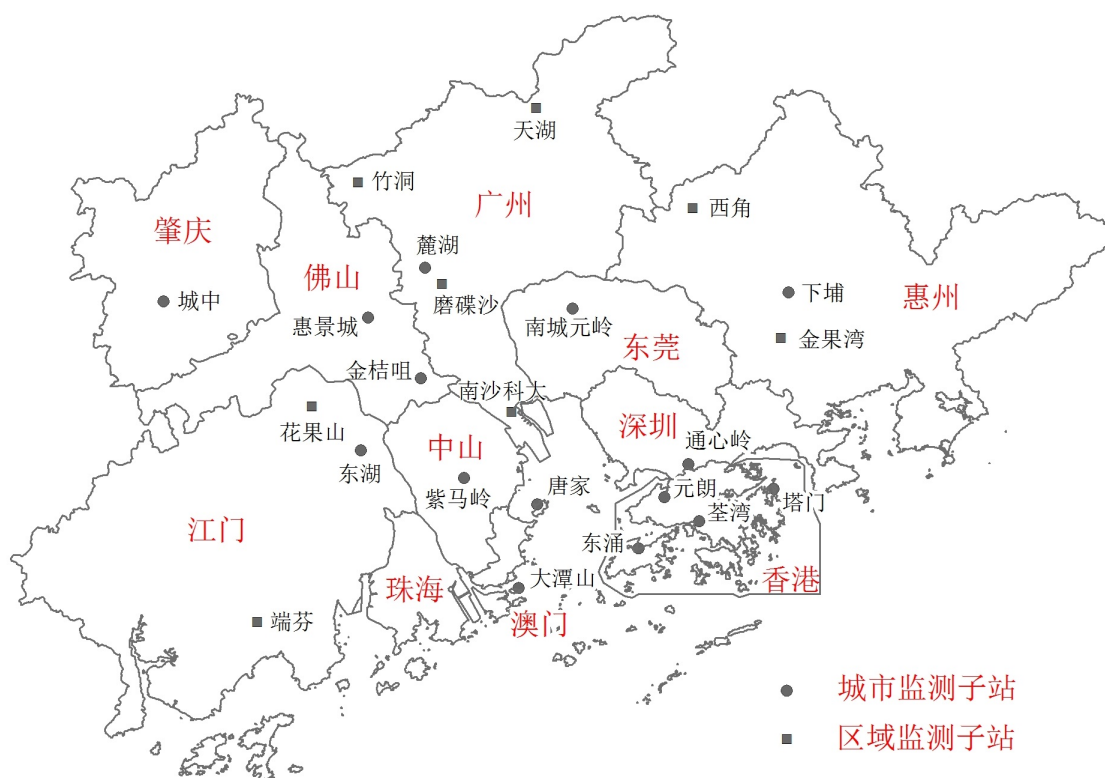 天湖
竹洞
广州
西角
肇庆
麓湖
佛山
磨碟沙
城中
下埔
惠州
惠景城
南城元岭
东莞
金果湾
金桔咀
南沙科大
花果山
中山
深圳
通心岭
东湖
紫马岭
唐家
元朗
塔门
荃湾
江门
东涌
珠海
大潭山
香港
端芬
澳门
城市监测子站
区域监测子站